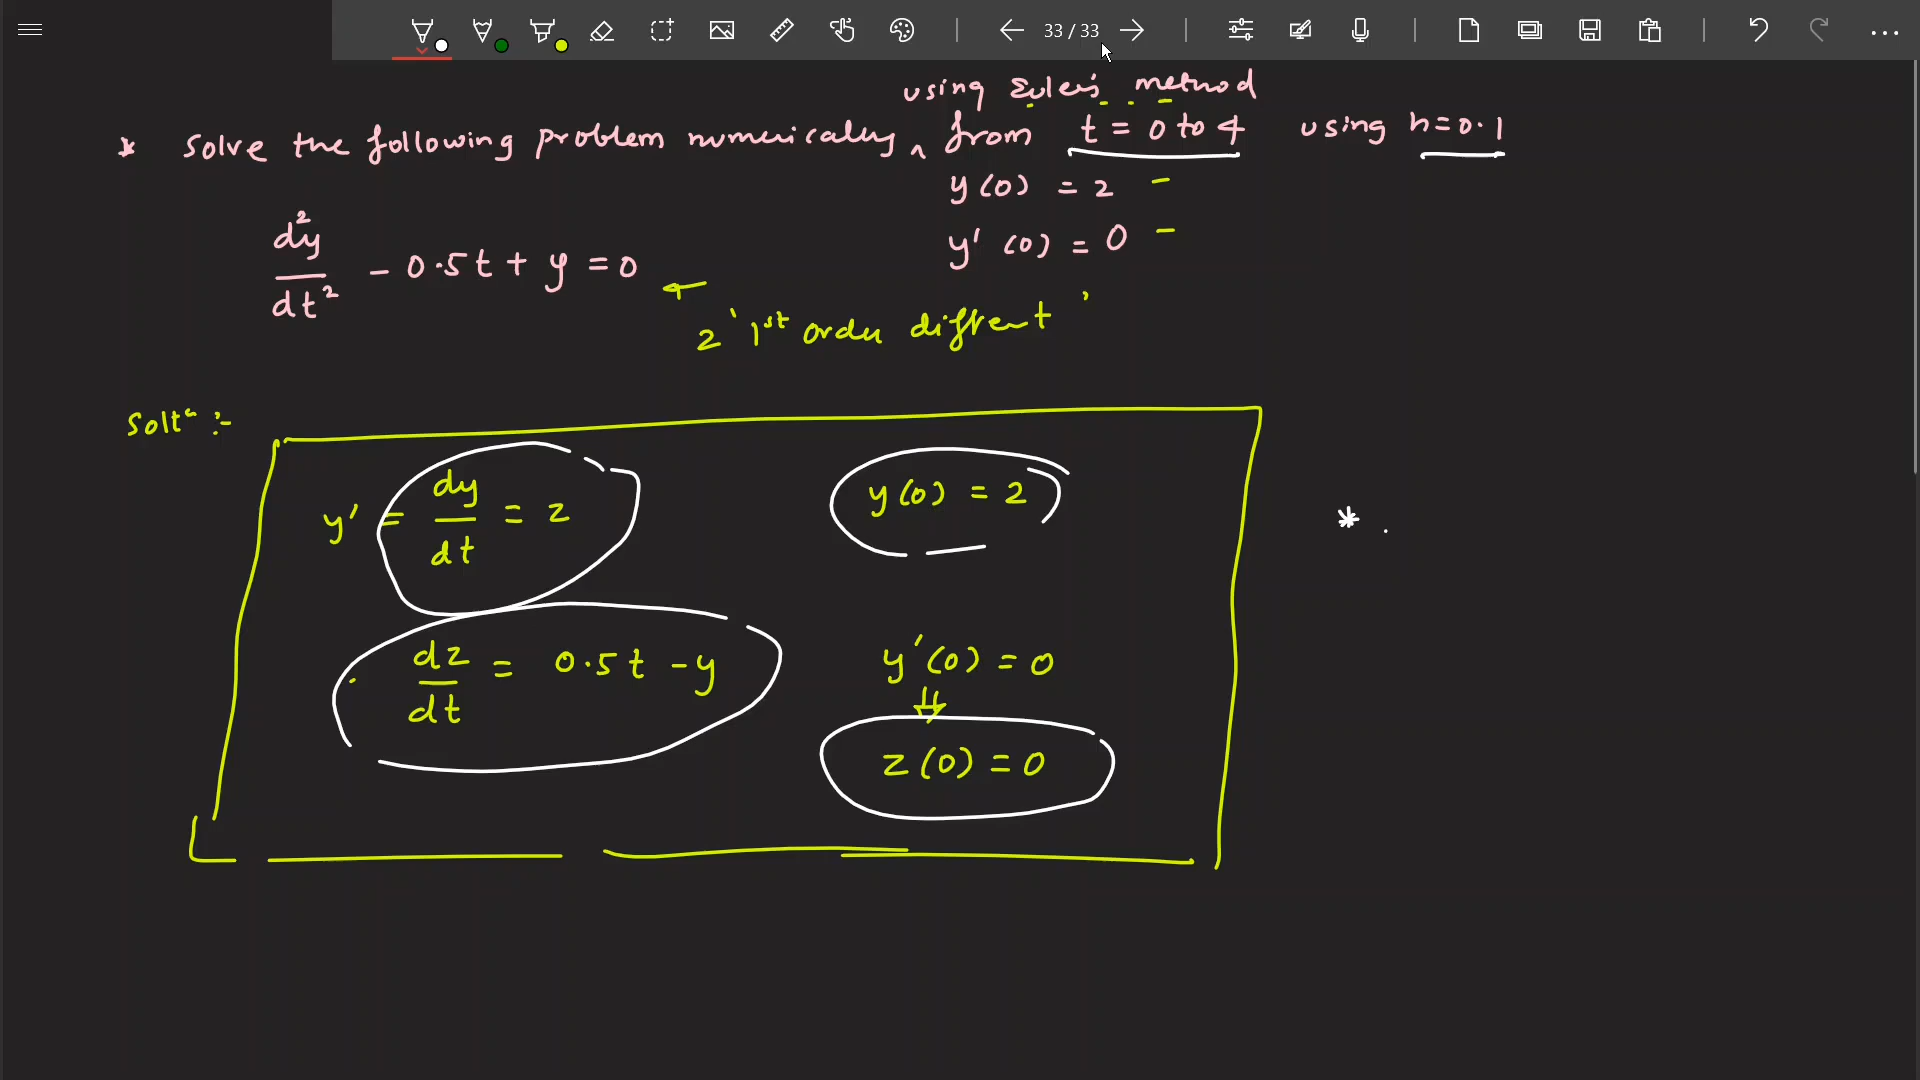 33 / 33
using Euler's method
* Solve the following problem numerically ^ from t = 0 to 4 using h=0.1
y(0) = 2
y'(0) = 0
d²y/dt² - 0.5t + y = 0
2 '1st order different'
Soltⁿ :-
y' = dy/dt = z
y(0) = 2
dz/dt = 0.5t - y
y'(0) = 0
⇓
z(0) = 0
* .